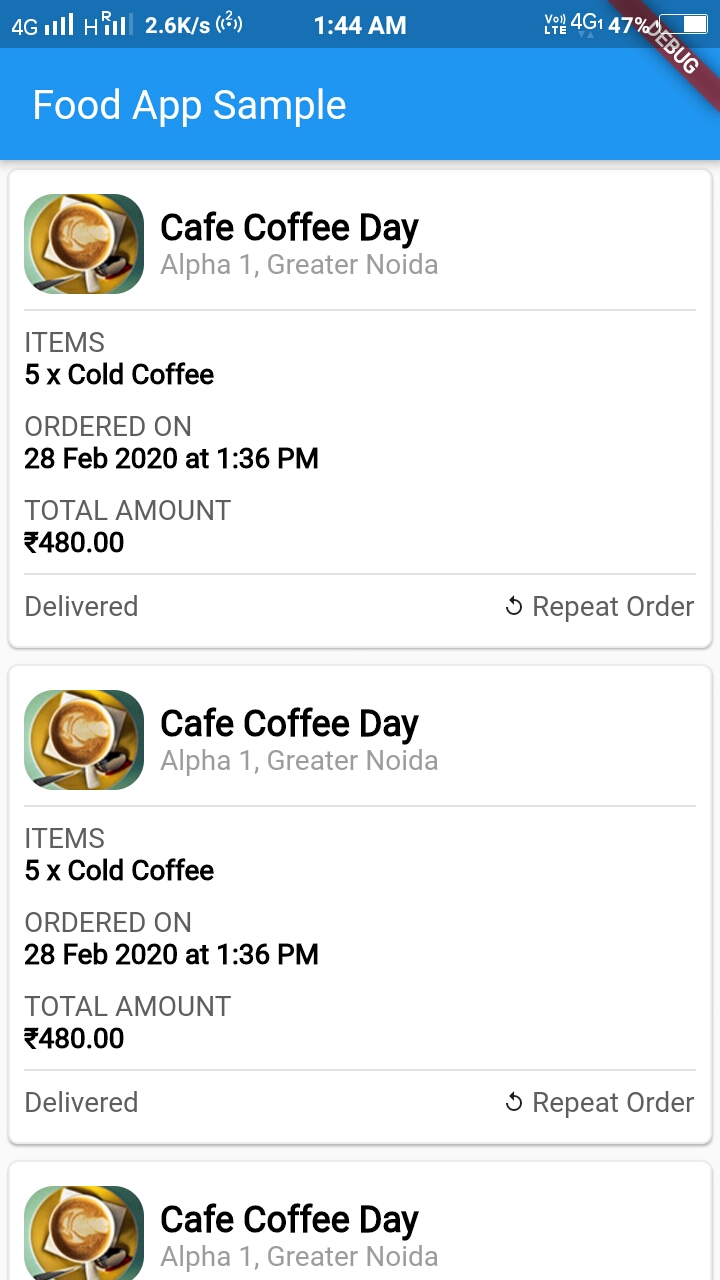 4G H R 2.6K/s 1:44 AM VoLTE 4G1 47%
DEBUG
Food App Sample
Cafe Coffee Day
Alpha 1, Greater Noida
ITEMS
5 x Cold Coffee
ORDERED ON
28 Feb 2020 at 1:36 PM
TOTAL AMOUNT
₹480.00
Delivered Repeat Order
Cafe Coffee Day
Alpha 1, Greater Noida
ITEMS
5 x Cold Coffee
ORDERED ON
28 Feb 2020 at 1:36 PM
TOTAL AMOUNT
₹480.00
Delivered Repeat Order
Cafe Coffee Day
Alpha 1, Greater Noida